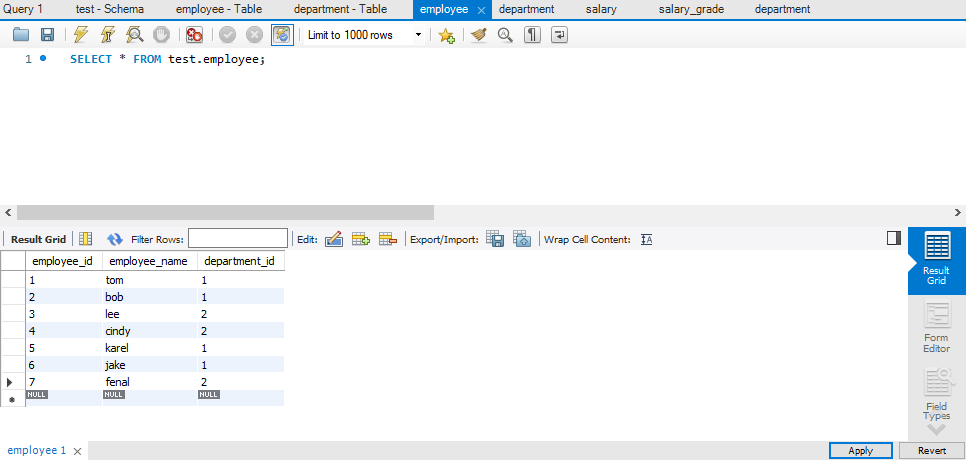 Query 1 test - Schema employee - Table department - Table employee department salary salary_grade department
Limit to 1000 rows
1 SELECT * FROM test.employee;
Result Grid Filter Rows: Edit: Export/Import: Wrap Cell Content:
employee_id employee_name department_id
1 tom 1
2 bob 1
3 lee 2
4 cindy 2
5 karel 1
6 jake 1
7 fenal 2
NULL NULL NULL
Result
Grid
Form
Editor
Field
Types
employee 1 Apply Revert